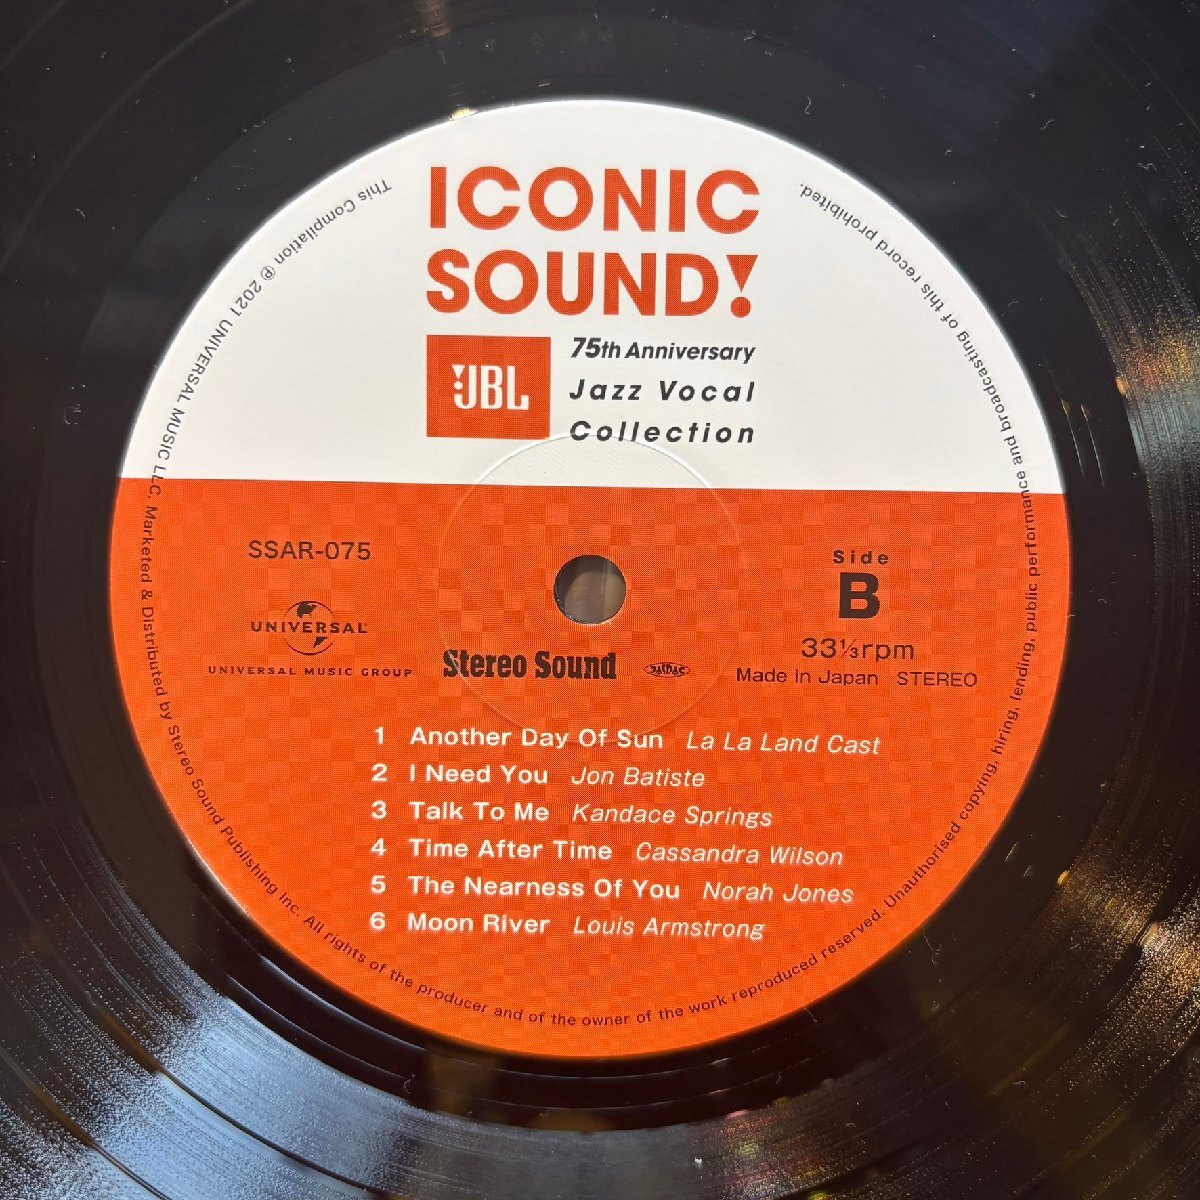 ICONIC
SOUND!
JBL
75th Anniversary
Jazz Vocal
Collection
SSAR-075
UNIVERSAL
UNIVERSAL MUSIC GROUP
Stereo Sound
JASRAC
Side
B
33⅓rpm
Made in Japan STEREO
1 Another Day Of Sun La La Land Cast
2 I Need You Jon Batiste
3 Talk To Me Kandace Springs
4 Time After Time Cassandra Wilson
5 The Nearness Of You Norah Jones
6 Moon River Louis Armstrong
This Compilation ℗ 2021 UNIVERSAL MUSIC LLC. Marketed & Distributed by Stereo Sound Publishing Inc. All rights of the producer and of the owner of the work reproduced reserved. Unauthorised copying, hiring, lending, public performance and broadcasting of this record prohibited.